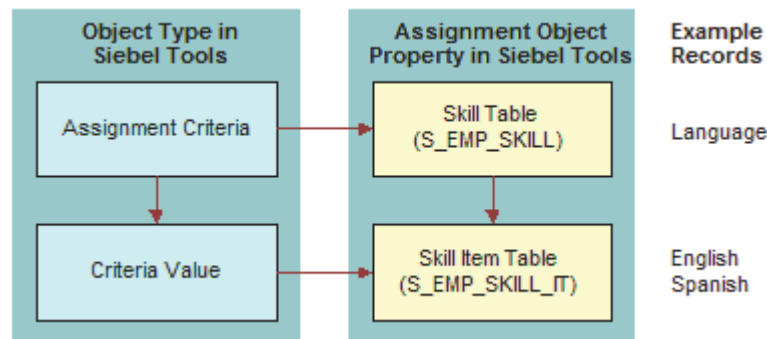 Object Type in
Siebel Tools
Assignment Object
Property in Siebel Tools
Example
Records
Assignment Criteria
Skill Table
(S_EMP_SKILL)
Language
Criteria Value
Skill Item Table
(S_EMP_SKILL_IT)
English
Spanish